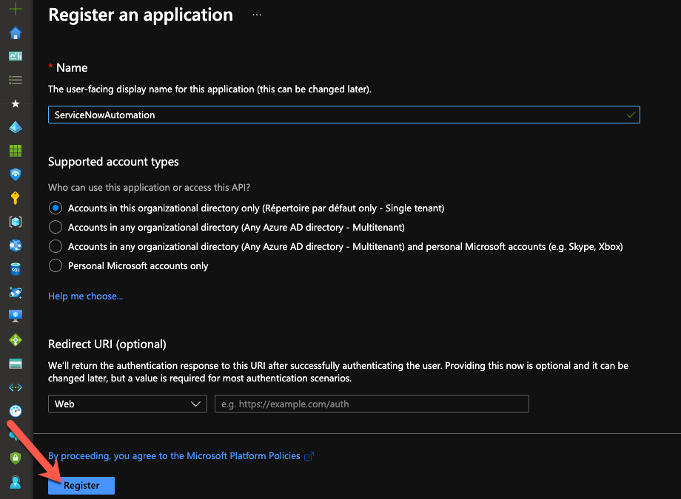 Register an application ...
* Name
The user-facing display name for this application (this can be changed later).
ServiceNowAutomation
Supported account types
Who can use this application or access this API?
Accounts in this organizational directory only (Répertoire par défaut only - Single tenant)
Accounts in any organizational directory (Any Azure AD directory - Multitenant)
Accounts in any organizational directory (Any Azure AD directory - Multitenant) and personal Microsoft accounts (e.g. Skype, Xbox)
Personal Microsoft accounts only
Help me choose...
Redirect URI (optional)
We'll return the authentication response to this URI after successfully authenticating the user. Providing this now is optional and it can be
changed later, but a value is required for most authentication scenarios.
Web
e.g. https://example.com/auth
By proceeding, you agree to the Microsoft Platform Policies
Register